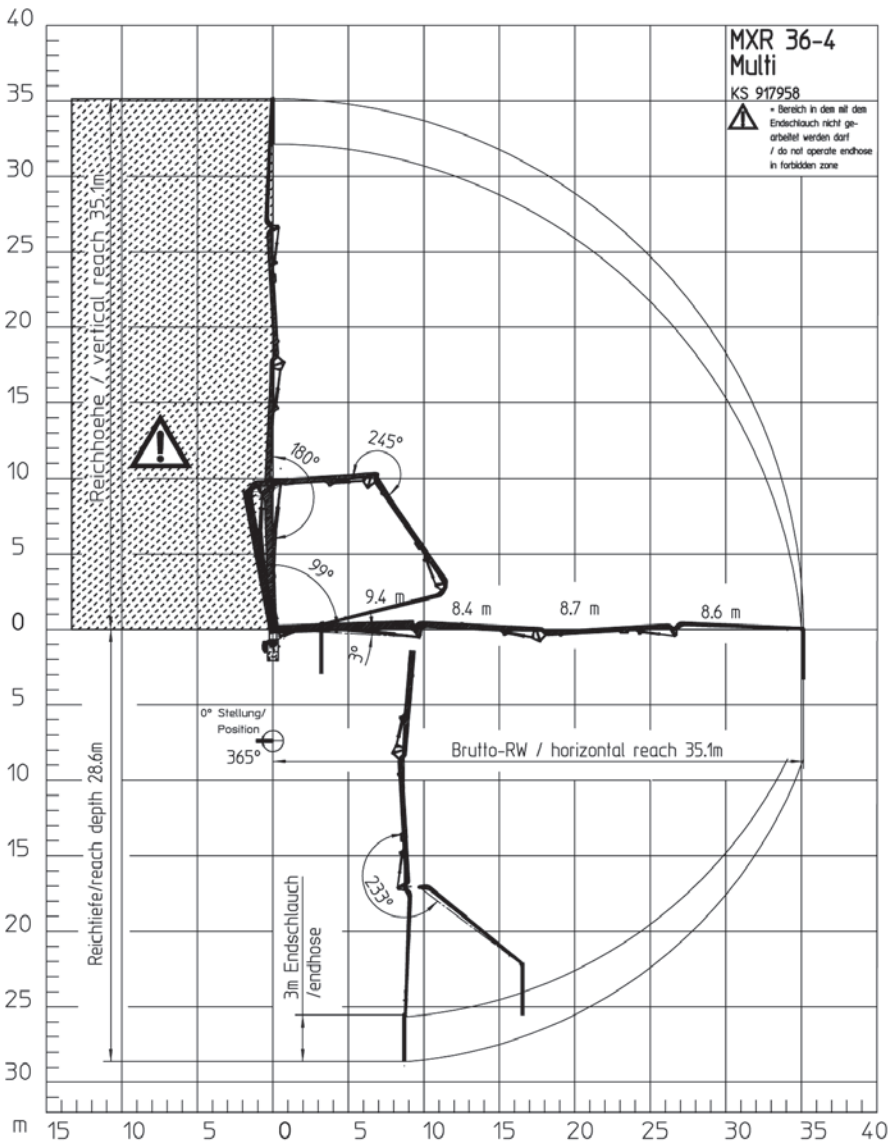 MXR 36-4
Multi
KS 917958
* Bereich in dem mit dem
Endschlauch nicht ge-
arbeitet werden darf
/ do not operate endhose
in forbidden zone
40
35
30
25
20
15
10
5
0
5
10
15
20
25
30
m
Reichhoehe / vertical reach 35.1m
180°
245°
99°
9.4 m
8.4 m
8.7 m
8.6 m
3°
0° Stellung/
Position
365°
Brutto-RW / horizontal reach 35.1m
Reichtiefe/reach depth 28.6m
233°
3m Endschlauch
/endhose
15
10
5
0
5
10
15
20
25
30
35
40